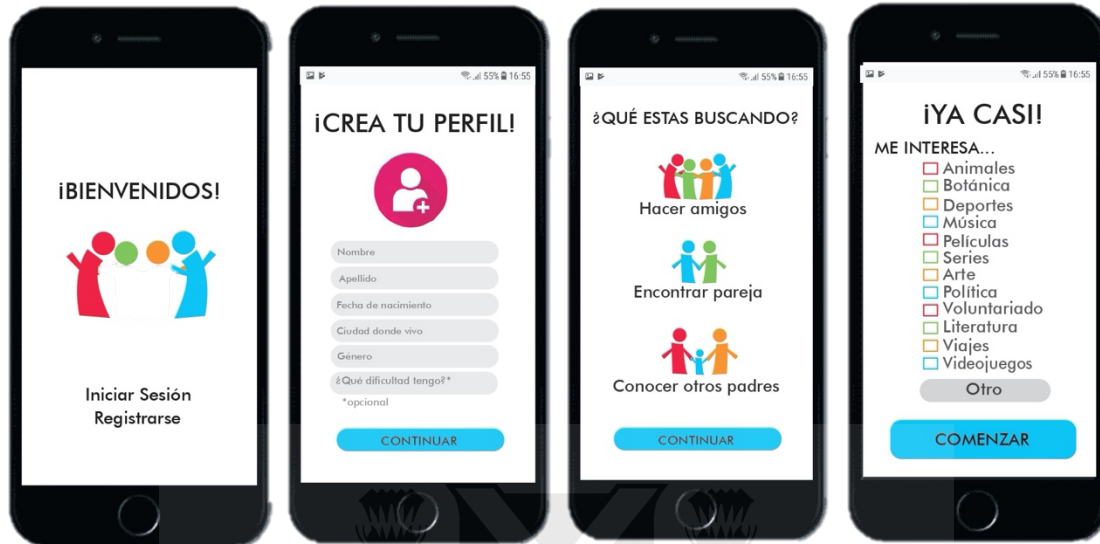 ¡BIENVENIDOS!
Iniciar Sesión
Registrarse
55% 16:55
¡CREA TU PERFIL!
Nombre
Apellido
Fecha de nacimiento
Ciudad donde vivo
Género
¿Qué dificultad tengo?*
*opcional
CONTINUAR
55% 16:55
¿QUÉ ESTAS BUSCANDO?
Hacer amigos
Encontrar pareja
Conocer otros padres
CONTINUAR
55% 16:55
¡YA CASI!
ME INTERESA...
Animales
Botánica
Deportes
Música
Películas
Series
Arte
Política
Voluntariado
Literatura
Viajes
Videojuegos
Otro
COMENZAR